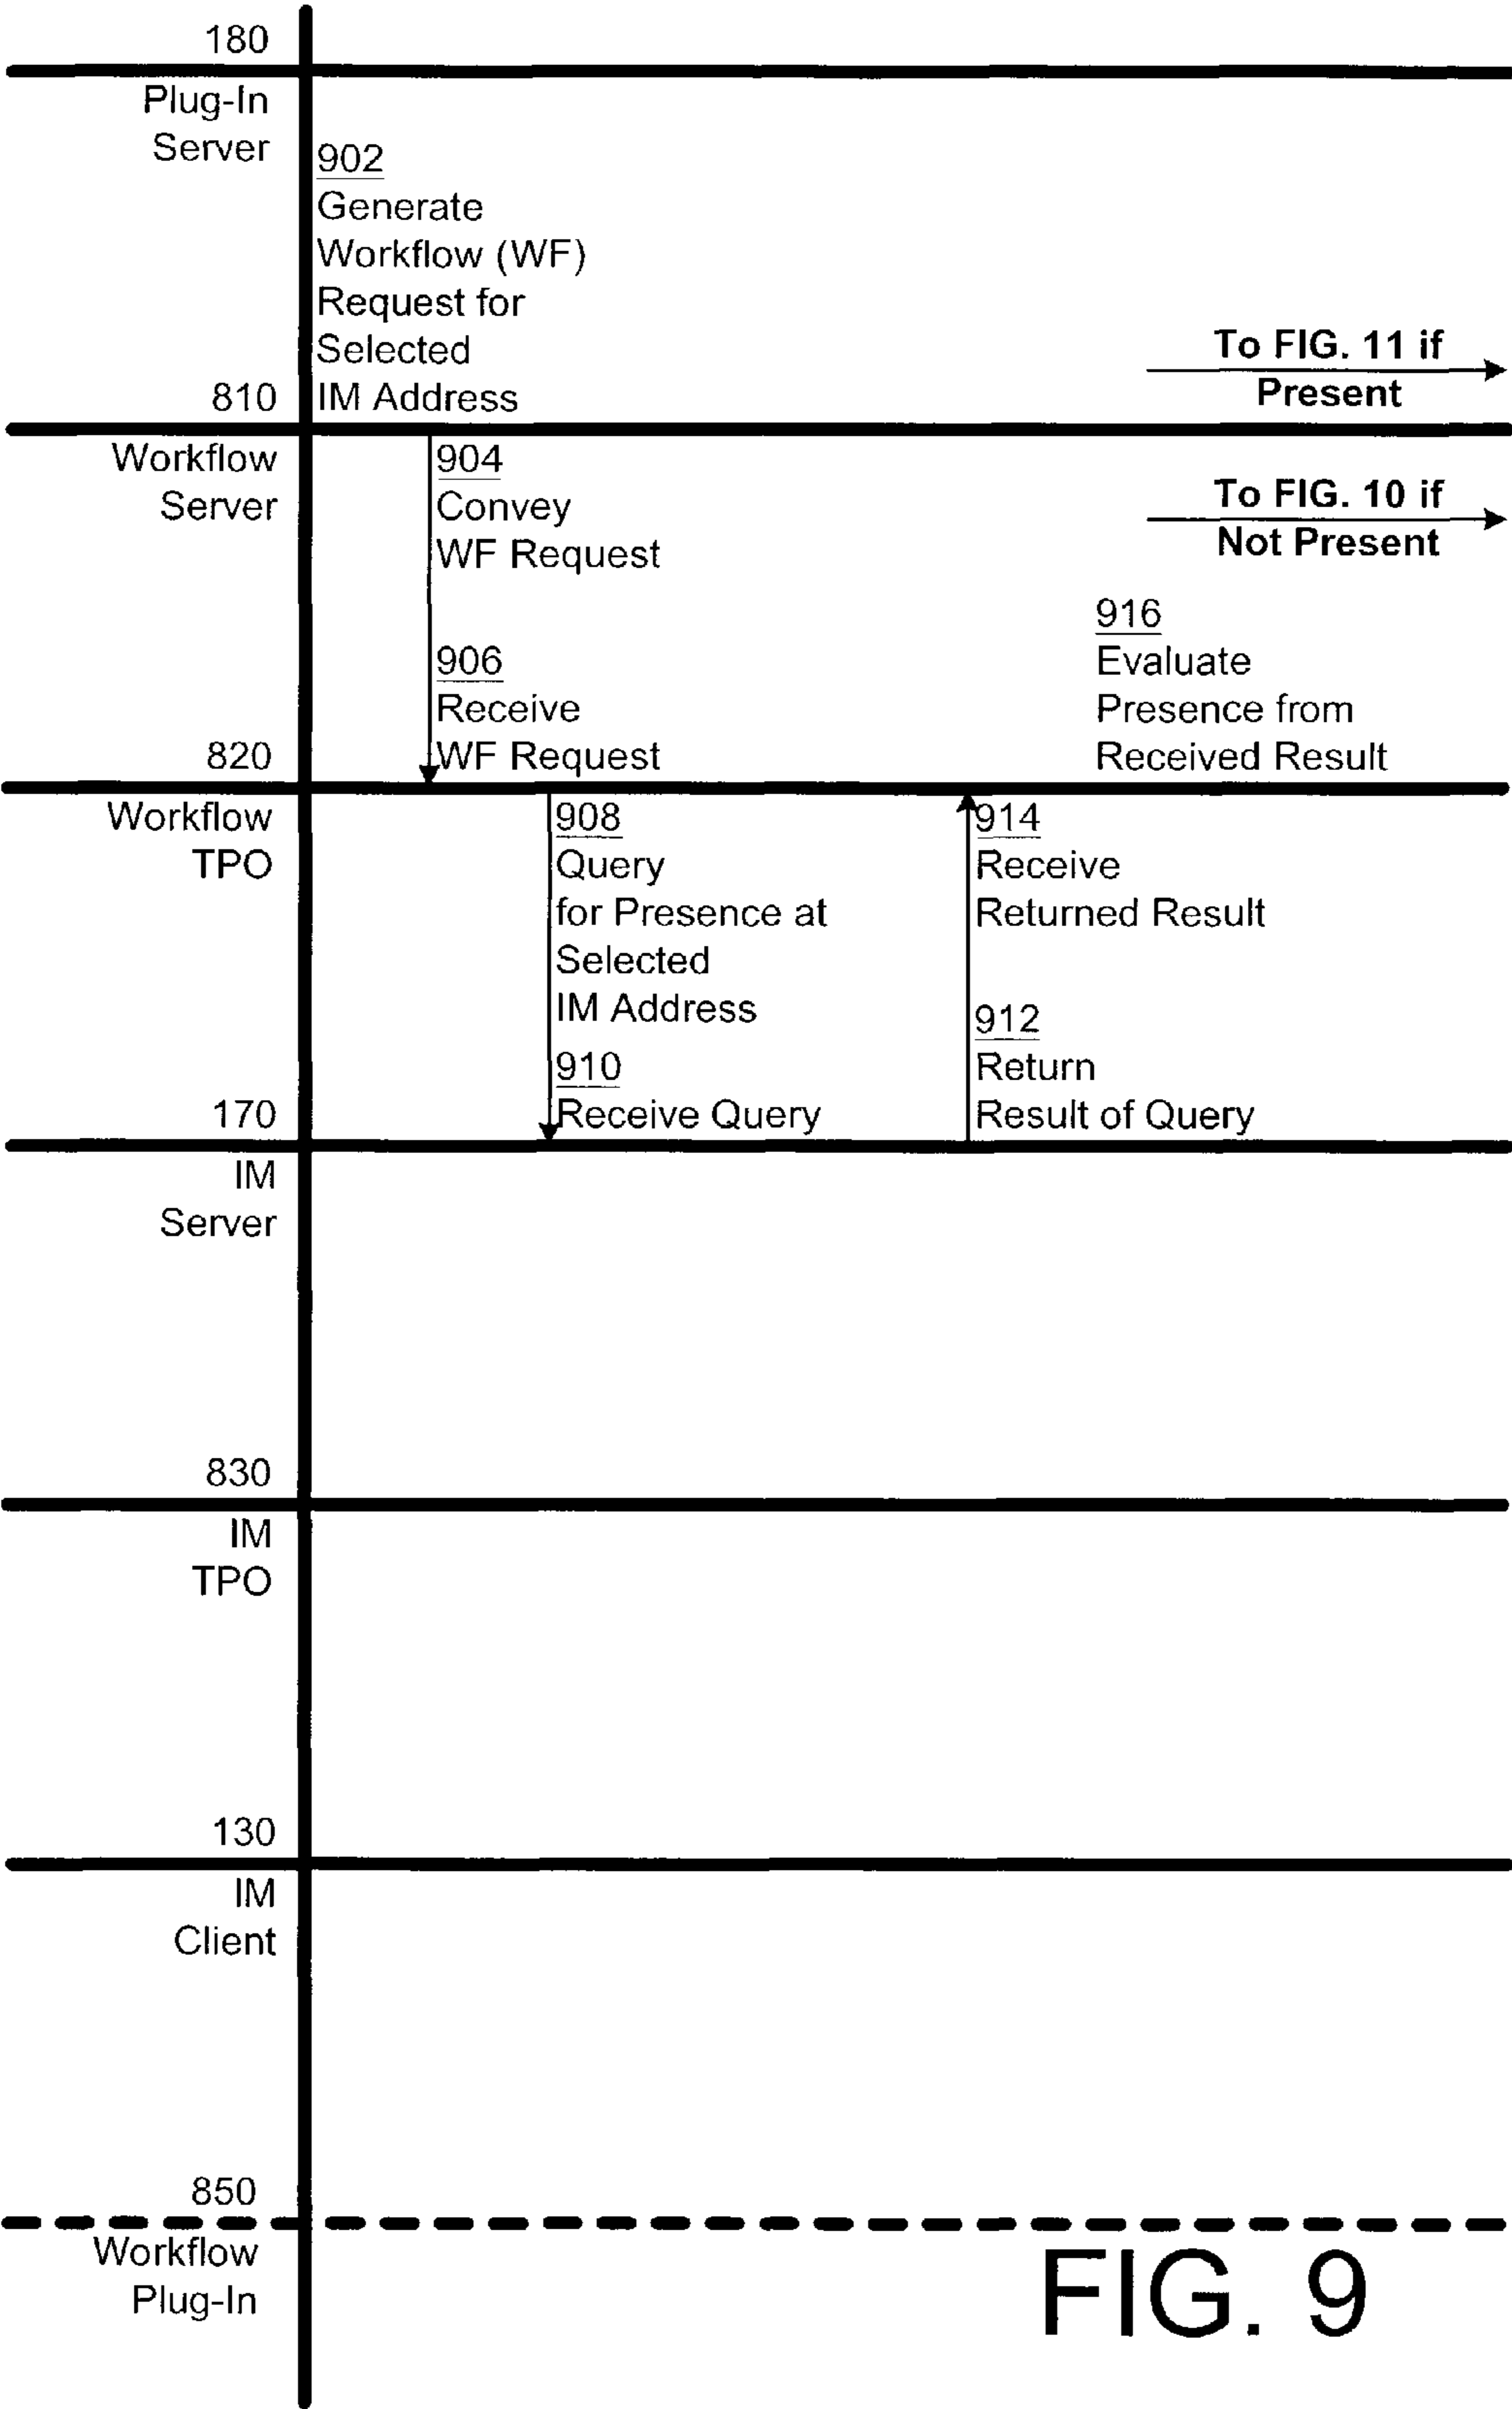 180
Plug-In
Server
902
Generate
Workflow (WF)
Request for
Selected
IM Address
To FIG. 11 if
Present
810
Workflow
Server
904
Convey
WF Request
To FIG. 10 if
Not Present
906
Receive
WF Request
916
Evaluate
Presence from
Received Result
820
Workflow
TPO
908
Query
for Presence at
Selected
IM Address
910
Receive Query
914
Receive
Returned Result
912
Return
Result of Query
170
IM
Server
830
IM
TPO
130
IM
Client
850
Workflow
Plug-In
FIG. 9